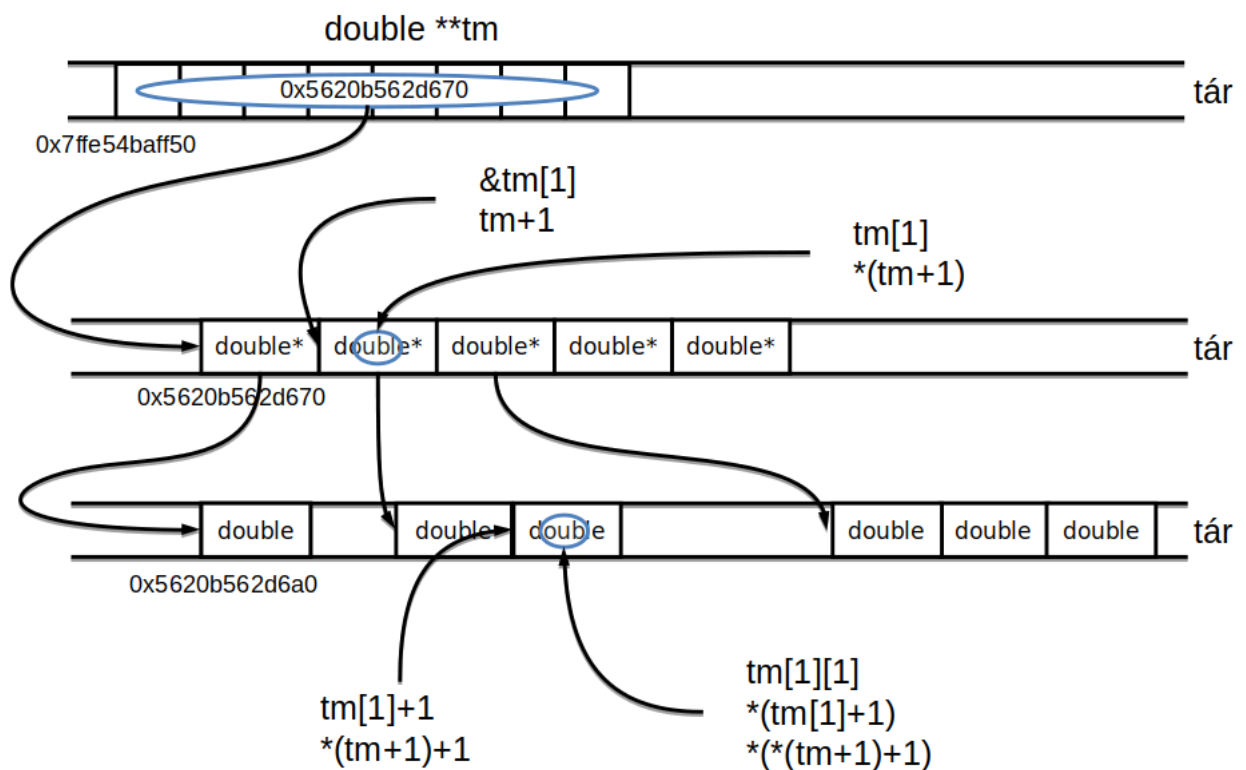 double **tm
0x5620b562d670
tár
0x7ffe54baff50
&tm[1]
tm+1
tm[1]
*(tm+1)
double* double* double* double* double*
tár
0x5620b562d670
double double double double double double
tár
0x5620b562d6a0
tm[1]+1
*(tm+1)+1
tm[1][1]
*(tm[1]+1)
*(*(tm+1)+1)